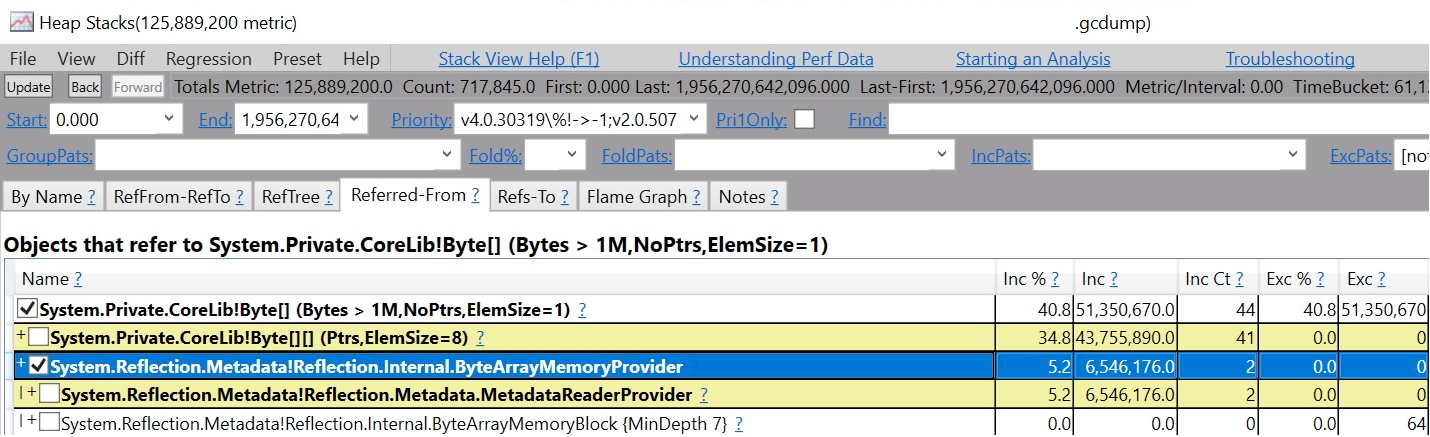 Heap Stacks(125,889,200 metric) .gcdump)
File View Diff Regression Preset Help Stack View Help (F1) Understanding Perf Data Starting an Analysis Troubleshooting
Update Back Forward Totals Metric: 125,889,200.0 Count: 717,845.0 First: 0.000 Last: 1,956,270,642,096.000 Last-First: 1,956,270,642,096.000 Metric/Interval: 0.00 TimeBucket: 61,1
Start: 0.000 End: 1,956,270,64 Priority: v4.0.30319\%!->-1;v2.0.507 Pri1Only: Find:
GroupPats: Fold%: FoldPats: IncPats: ExcPats: [no
By Name ? RefFrom-RefTo ? RefTree ? Referred-From ? Refs-To ? Flame Graph ? Notes ?
Objects that refer to System.Private.CoreLib!Byte[] (Bytes > 1M,NoPtrs,ElemSize=1)
Name ? Inc % ? Inc ? Inc Ct ? Exc % ? Exc ?
System.Private.CoreLib!Byte[] (Bytes > 1M,NoPtrs,ElemSize=1) ? 40.8 51,350,670.0 44 40.8 51,350,670
+ System.Private.CoreLib!Byte[][] (Ptrs,ElemSize=8) ? 34.8 43,755,890.0 41 0.0 0
+ System.Reflection.Metadata!Reflection.Internal.ByteArrayMemoryProvider ? 5.2 6,546,176.0 2 0.0 0
|+ System.Reflection.Metadata!Reflection.Metadata.MetadataReaderProvider ? 5.2 6,546,176.0 2 0.0 0
|+ System.Reflection.Metadata!Reflection.Internal.ByteArrayMemoryBlock {MinDepth 7} ? 0.0 0.0 0 0.0 64